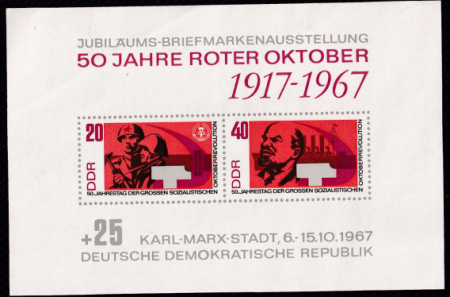 JUBILÄUMS-BRIEFMARKENAUSSTELLUNG
50 JAHRE ROTER OKTOBER
1917-1967
20
DDR
50. JAHRESTAG DER GROSSEN SOZIALISTISCHEN
OKTOBERREVOLUTION
40
DDR
50. JAHRESTAG DER GROSSEN SOZIALISTISCHEN
OKTOBERREVOLUTION
+25 KARL-MARX-STADT, 6.-15.10.1967
DEUTSCHE DEMOKRATISCHE REPUBLIK